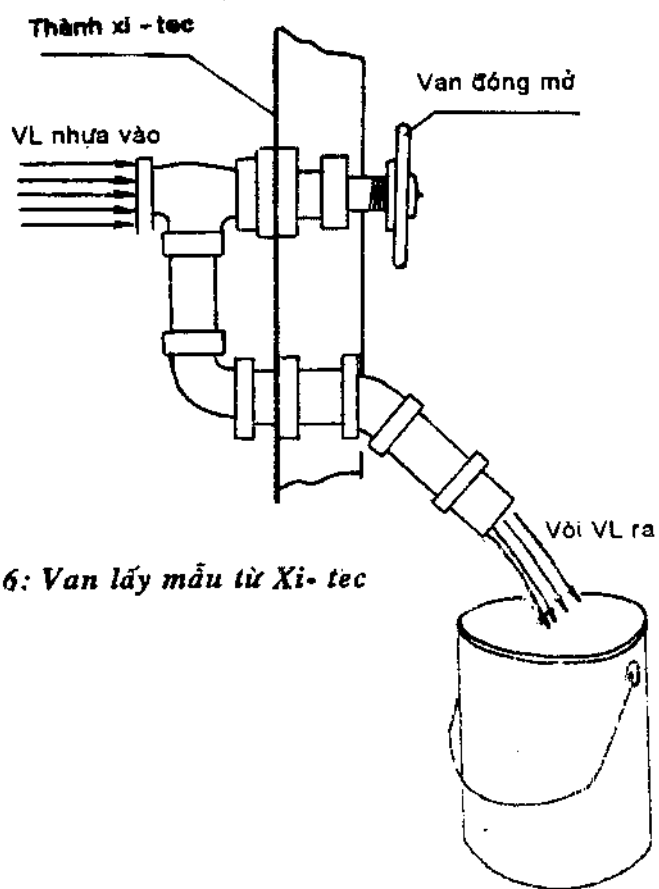 Thành xi - tec
Van đóng mở
VL nhựa vào
Vòi VL ra
6: Van lấy mẫu từ Xi- tec